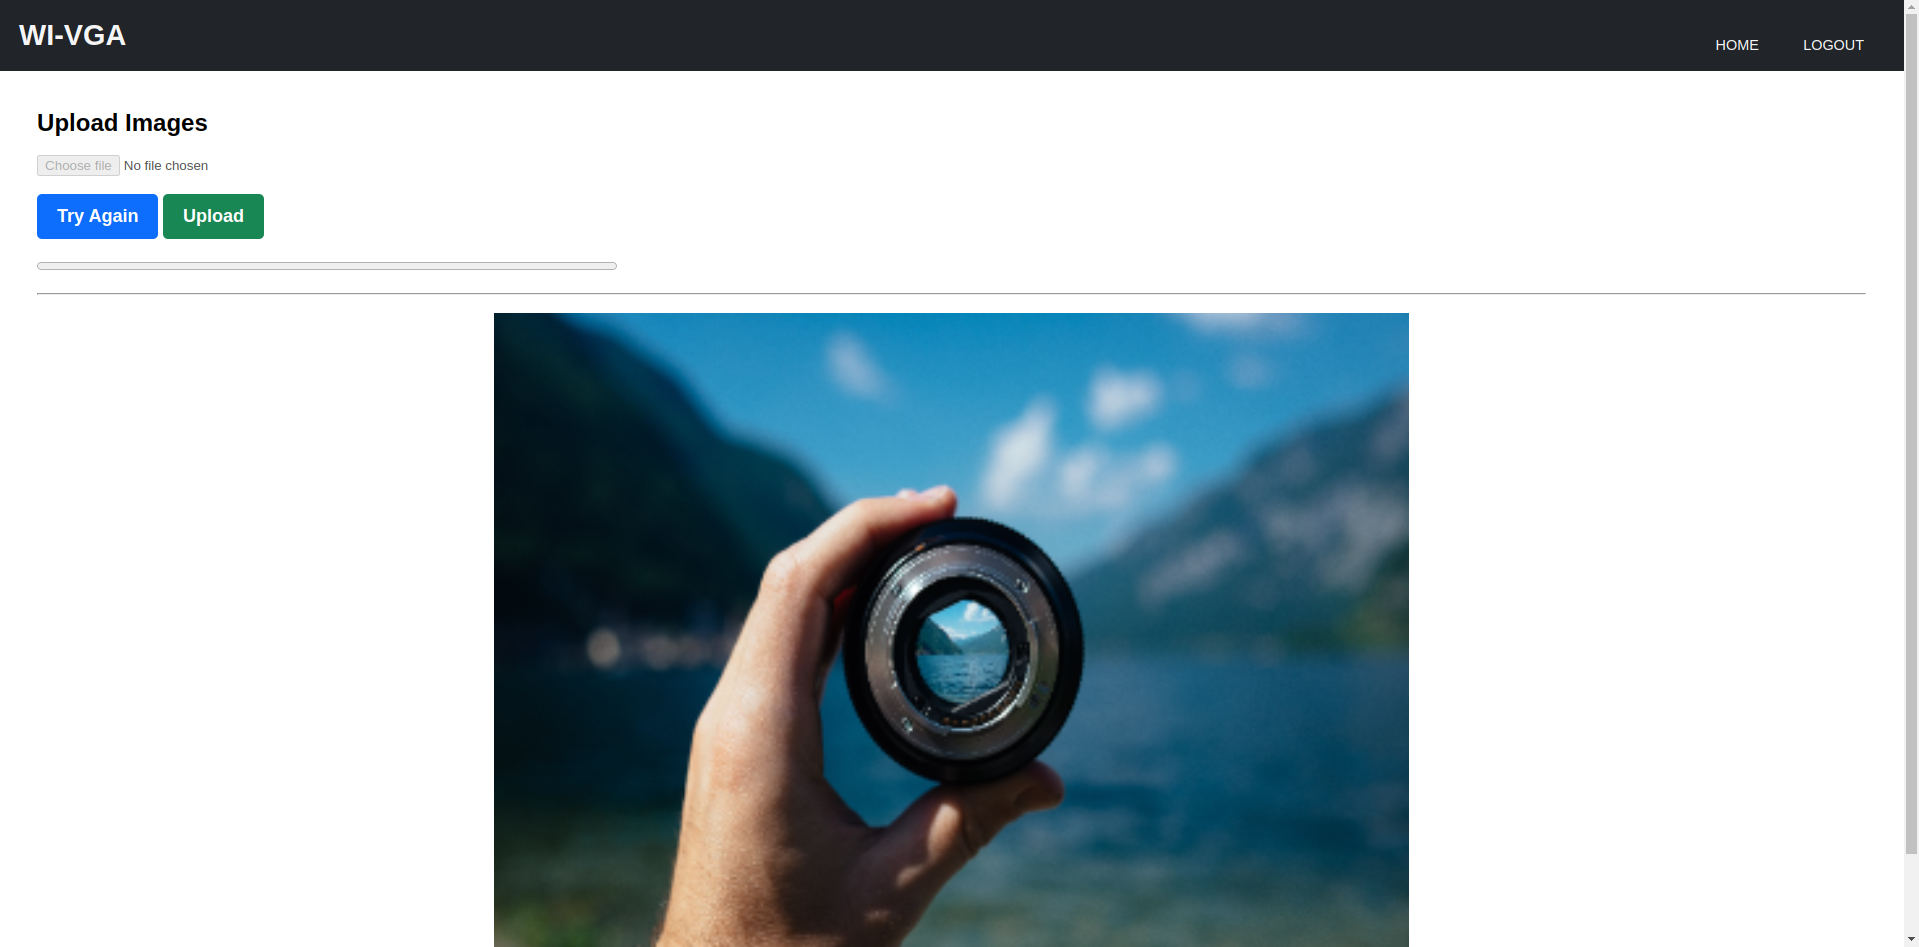 WI-VGA
HOME LOGOUT
Upload Images
Choose file No file chosen
Try Again Upload